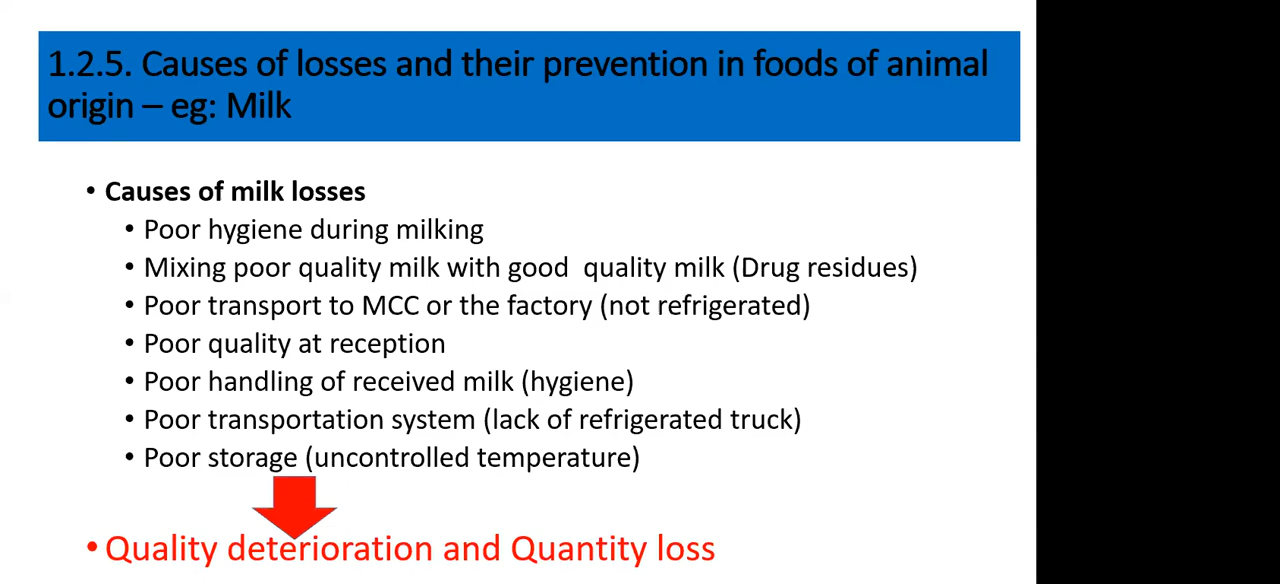 1.2.5. Causes of losses and their prevention in foods of animal
origin – eg: Milk
• Causes of milk losses
• Poor hygiene during milking
• Mixing poor quality milk with good  quality milk (Drug residues)
• Poor transport to MCC or the factory (not refrigerated)
• Poor quality at reception
• Poor handling of received milk (hygiene)
• Poor transportation system (lack of refrigerated truck)
• Poor storage (uncontrolled temperature)
• Quality deterioration and Quantity loss